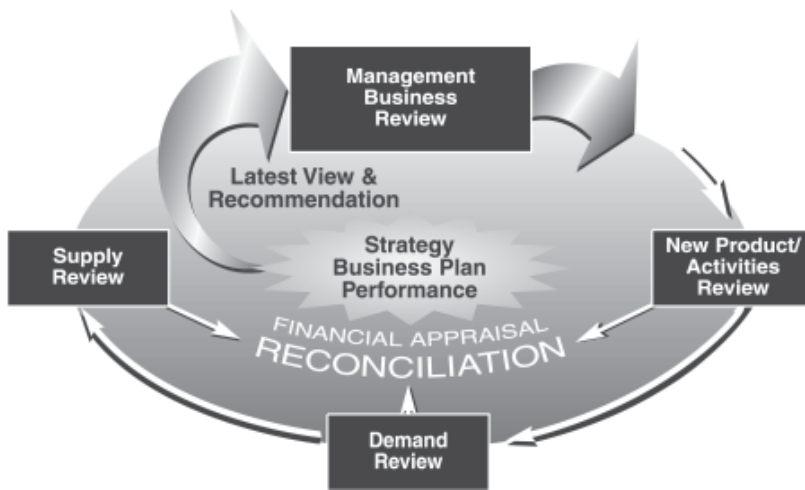 Management
Business
Review
Latest View &
Recommendation
Supply
Review
Strategy
Business Plan
Performance
New Product/
Activities
Review
FINANCIAL APPRAISAL
RECONCILIATION
Demand
Review